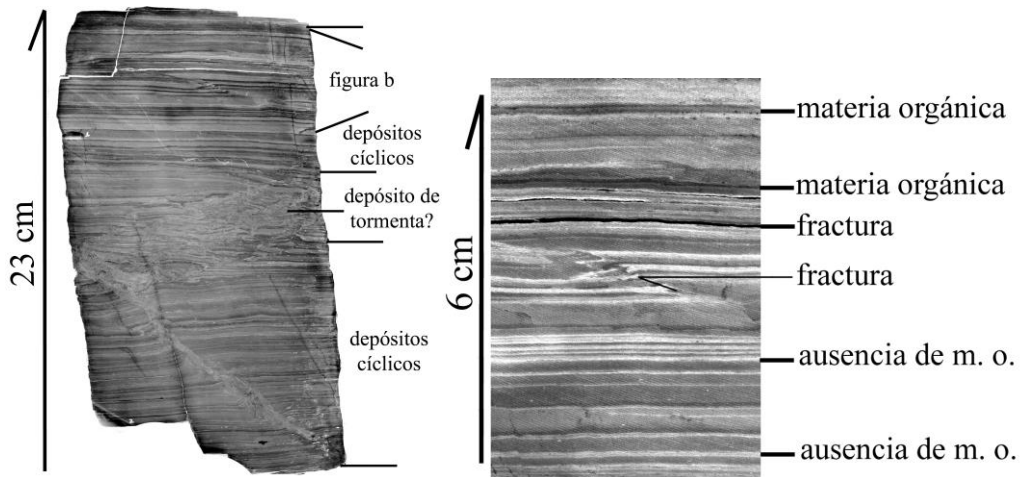 23 cm
figura b
depósitos
cíclicos
depósito de
tormenta?
depósitos
cíclicos
6 cm
materia orgánica
materia orgánica
fractura
fractura
ausencia de m. o.
ausencia de m. o.